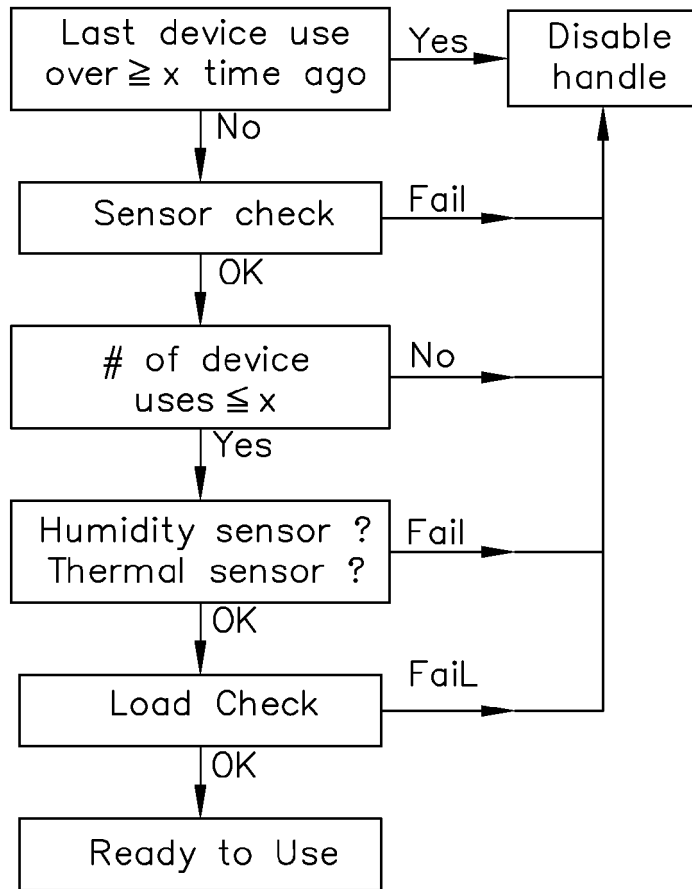 Last device use
over ≧ x time ago
Yes
Disable
handle
No
Sensor check
Fail
OK
# of device
uses ≦ x
No
Yes
Humidity sensor ?
Thermal sensor ?
Fail
OK
Load Check
FaiL
OK
Ready to Use